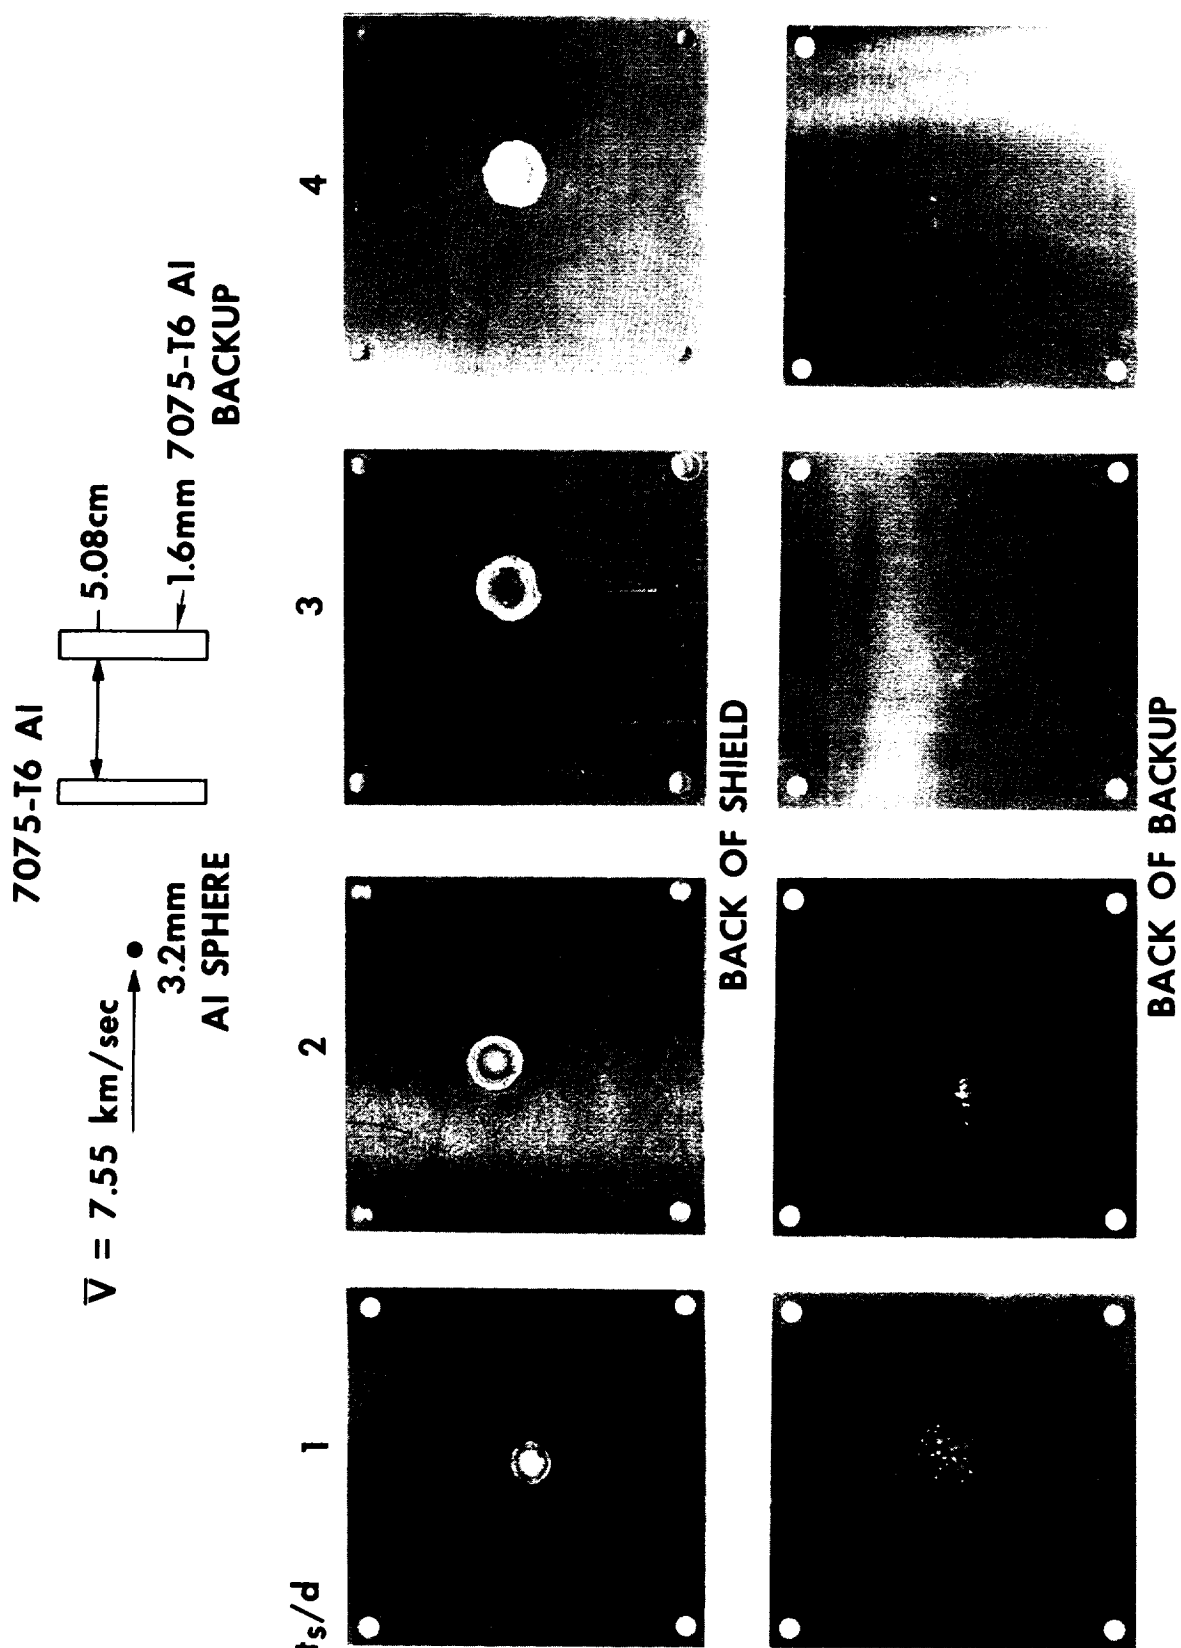 7075-T6 Al
V̅ = 7.55 km/sec
3.2mm
Al SPHERE
5.08cm
1.6mm 7075-T6 Al
BACKUP
ts/d
1
2
3
4
BACK OF SHIELD
BACK OF BACKUP